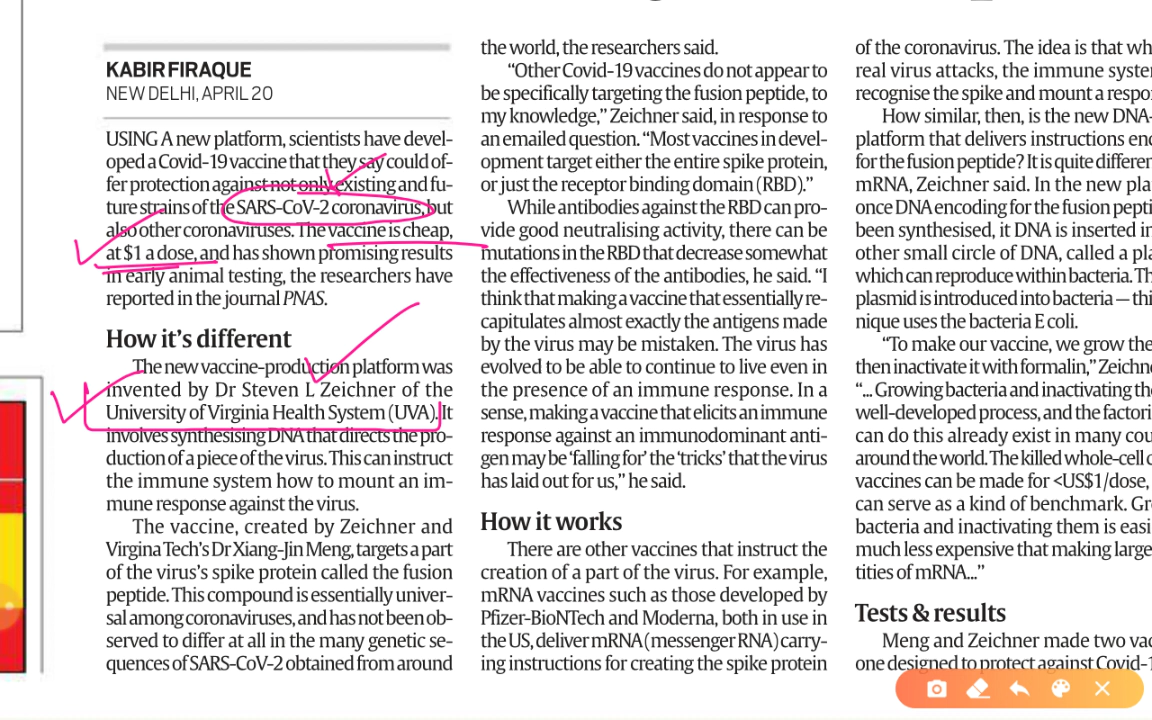 KABIR FIRAQUE
NEW DELHI, APRIL 20
USING A new platform, scientists have devel-
oped a Covid-19 vaccine that they say could of-
fer protection against not only existing and fu-
ture strains of the SARS-CoV-2 coronavirus, but
also other coronaviruses. The vaccine is cheap,
at $1 a dose, and has shown promising results
in early animal testing, the researchers have
reported in the journal PNAS.
How it's different
The new vaccine-production platform was
invented by Dr Steven L Zeichner of the
University of Virginia Health System (UVA). It
involves synthesising DNA that directs the pro-
duction of a piece of the virus. This can instruct
the immune system how to mount an im-
mune response against the virus.
The vaccine, created by Zeichner and
Virgina Tech's Dr Xiang-Jin Meng, targets a part
of the virus's spike protein called the fusion
peptide. This compound is essentially univer-
sal among coronaviruses, and has not been ob-
served to differ at all in the many genetic se-
quences of SARS-CoV-2 obtained from around
the world, the researchers said.
“Other Covid-19 vaccines do not appear to
be specifically targeting the fusion peptide, to
my knowledge,” Zeichner said, in response to
an emailed question. “Most vaccines in devel-
opment target either the entire spike protein,
or just the receptor binding domain (RBD).”
While antibodies against the RBD can pro-
vide good neutralising activity, there can be
mutations in the RBD that decrease somewhat
the effectiveness of the antibodies, he said. “I
think that making a vaccine that essentially re-
capitulates almost exactly the antigens made
by the virus may be mistaken. The virus has
evolved to be able to continue to live even in
the presence of an immune response. In a
sense, making a vaccine that elicits an immune
response against an immunodominant anti-
gen may be ‘falling for’ the ‘tricks’ that the virus
has laid out for us,” he said.
How it works
There are other vaccines that instruct the
creation of a part of the virus. For example,
mRNA vaccines such as those developed by
Pfizer-BioNTech and Moderna, both in use in
the US, deliver mRNA (messenger RNA) carry-
ing instructions for creating the spike protein
of the coronavirus. The idea is that wh
real virus attacks, the immune syste
recognise the spike and mount a respo
How similar, then, is the new DNA-
platform that delivers instructions enc
for the fusion peptide? It is quite differen
mRNA, Zeichner said. In the new pla
once DNA encoding for the fusion pepti
been synthesised, it DNA is inserted in
other small circle of DNA, called a pla
which can reproduce within bacteria. Th
plasmid is introduced into bacteria — thi
nique uses the bacteria E coli.
“To make our vaccine, we grow the
then inactivate it with formalin,” Zeichn
“... Growing bacteria and inactivating th
well-developed process, and the factori
can do this already exist in many cou
around the world. The killed whole-cell c
vaccines can be made for <US$1/dose,
can serve as a kind of benchmark. Gr
bacteria and inactivating them is easi
much less expensive that making large
tities of mRNA...”
Tests & results
Meng and Zeichner made two vac
one designed to protect against Covid-1